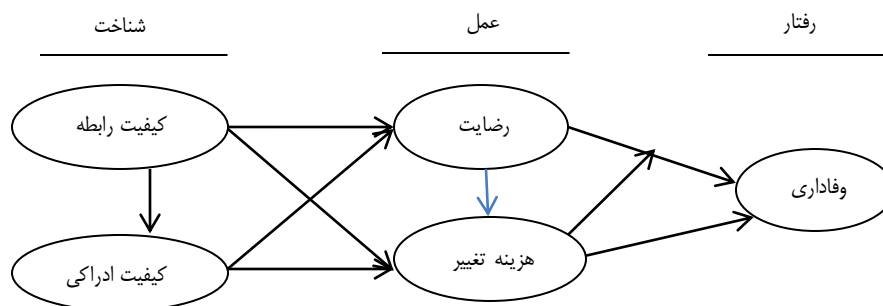 شناخت
عمل
رفتار
کیفیت رابطه
رضایت
وفاداری
کیفیت ادراکی
هزینه تغییر